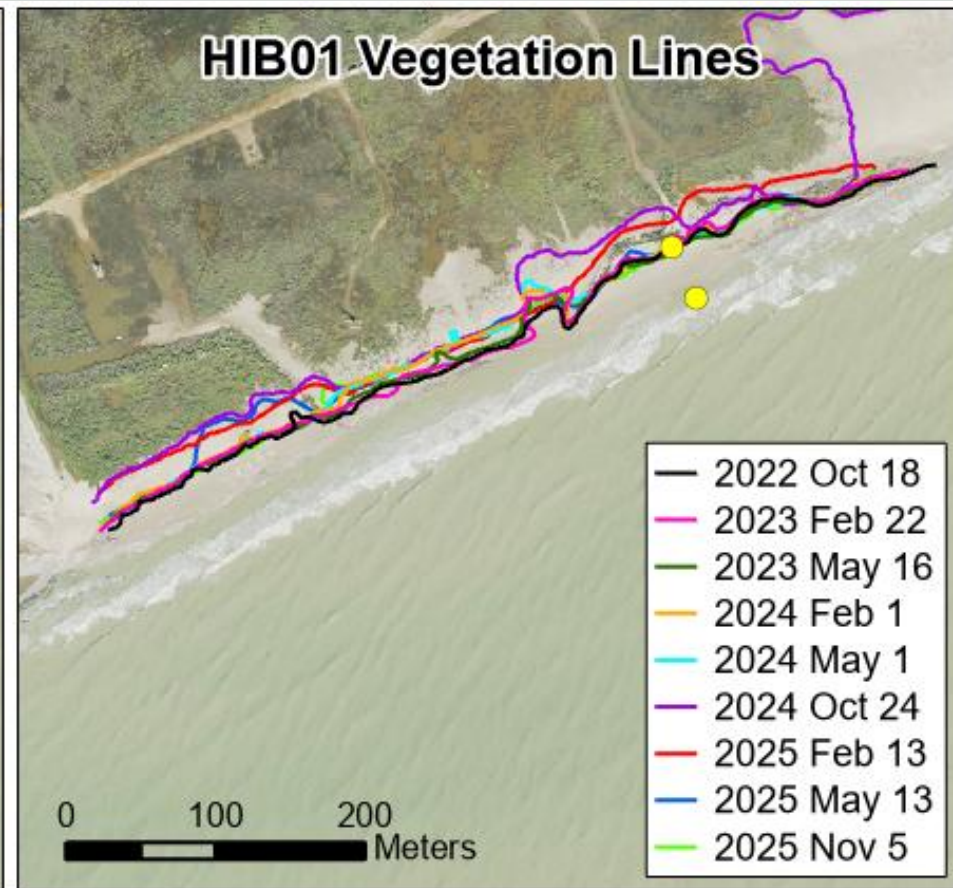 HIB01 Vegetation Lines
2022 Oct 18
2023 Feb 22
2023 May 16
2024 Feb 1
2024 May 1
2024 Oct 24
2025 Feb 13
2025 May 13
2025 Nov 5
0 100 200
Meters